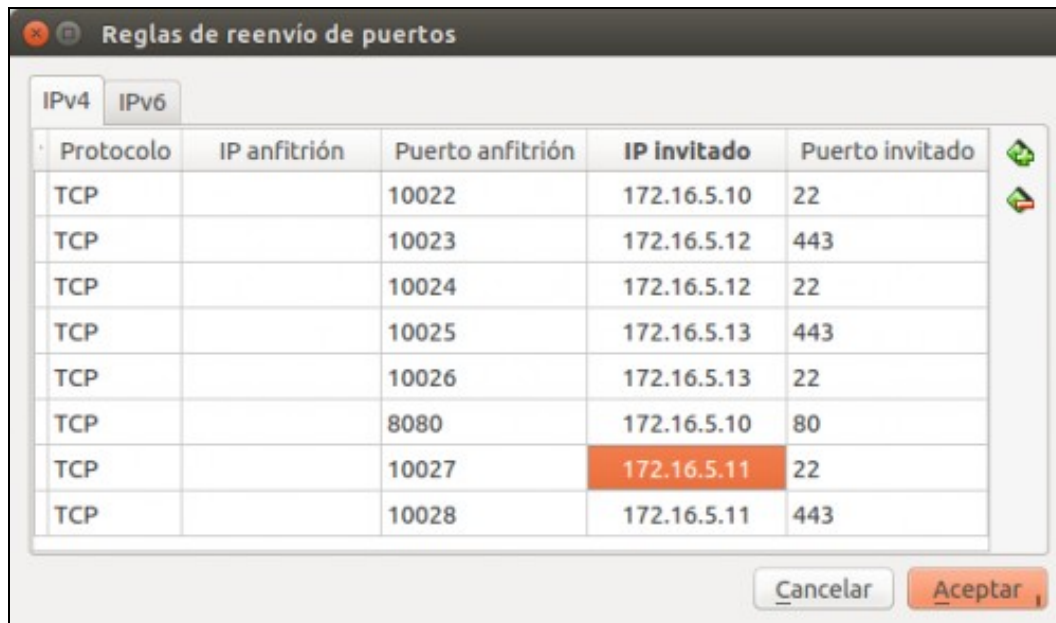 Reglas de reenvío de puertos
IPv4 IPv6
Protocolo IP anfitrión Puerto anfitrión IP invitado Puerto invitado
TCP 10022 172.16.5.10 22
TCP 10023 172.16.5.12 443
TCP 10024 172.16.5.12 22
TCP 10025 172.16.5.13 443
TCP 10026 172.16.5.13 22
TCP 8080 172.16.5.10 80
TCP 10027 172.16.5.11 22
TCP 10028 172.16.5.11 443
Cancelar Aceptar